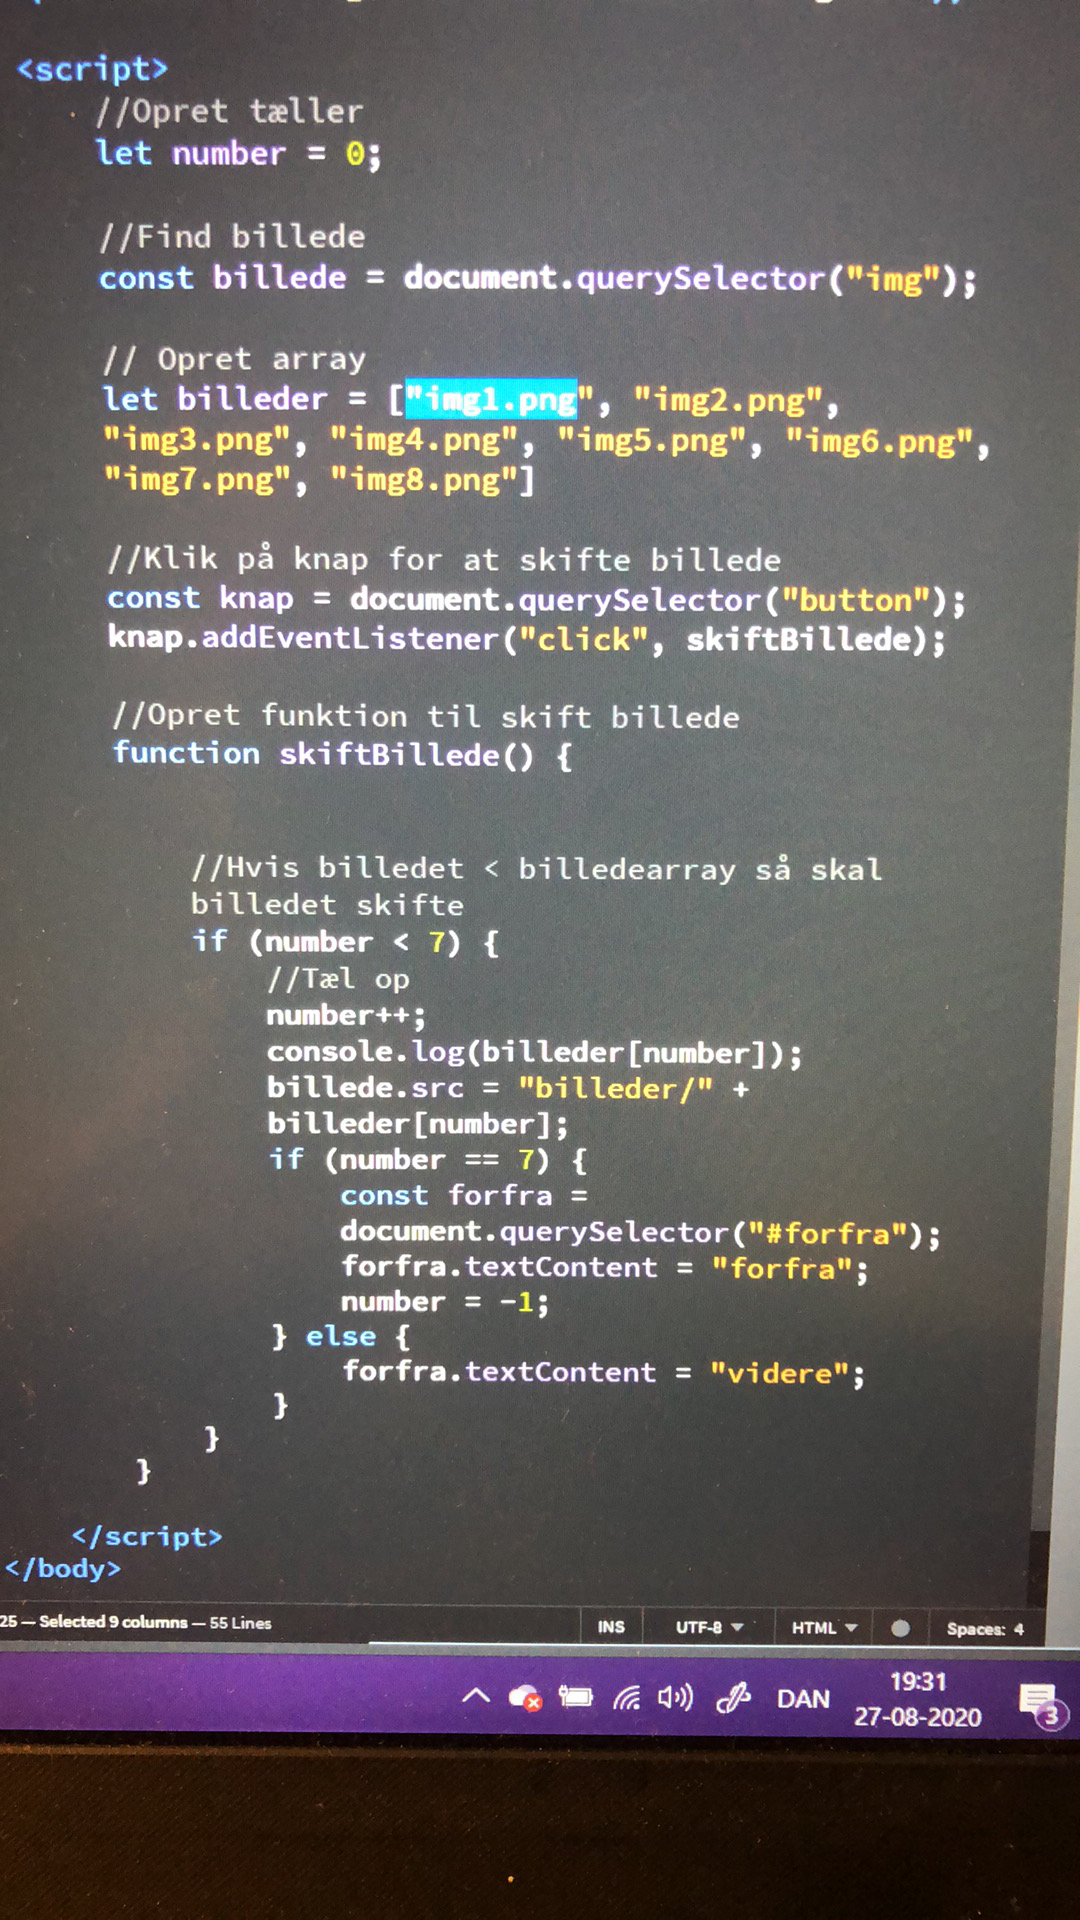 <script>
//Opret tæller
let number = 0;
//Find billede
const billede = document.querySelector("img");
// Opret array
let billeder = ["img1.png", "img2.png",
"img3.png", "img4.png", "img5.png", "img6.png",
"img7.png", "img8.png"]
//Klik på knap for at skifte billede
const knap = document.querySelector("button");
knap.addEventListener("click", skiftBillede);
//Opret funktion til skift billede
function skiftBillede() {
//Hvis billedet < billedearray så skal
billedet skifte
if (number < 7) {
//Tæl op
number++;
console.log(billeder[number]);
billede.src = "billeder/" +
billeder[number];
if (number == 7) {
const forfra =
document.querySelector("#forfra");
forfra.textContent = "forfra";
number = -1;
} else {
forfra.textContent = "videre";
}
}
}
</script>
</body>
25 — Selected 9 columns — 55 Lines INS UTF-8 HTML Spaces: 4
DAN 19:31
27-08-2020 3